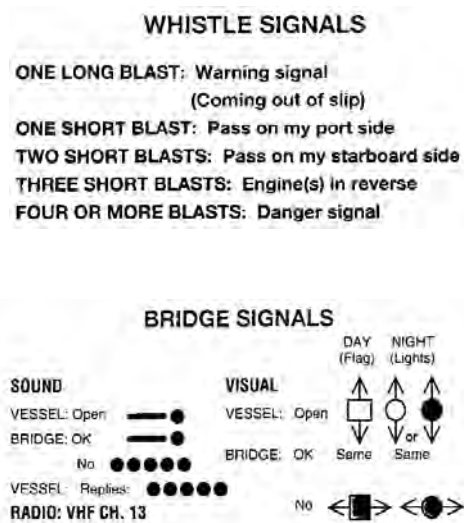 WHISTLE SIGNALS
ONE LONG BLAST: Warning signal
(Coming out of slip)
ONE SHORT BLAST: Pass on my port side
TWO SHORT BLASTS: Pass on my starboard side
THREE SHORT BLASTS: Engine(s) in reverse
FOUR OR MORE BLASTS: Danger signal
BRIDGE SIGNALS
DAY NIGHT
(Flag) (Lights)
SOUND VISUAL
VESSEL: Open VESSEL: Open
BRIDGE: OK or
No BRIDGE: OK Same Same
VESSEL Replies:
RADIO: VHF CH. 13 No